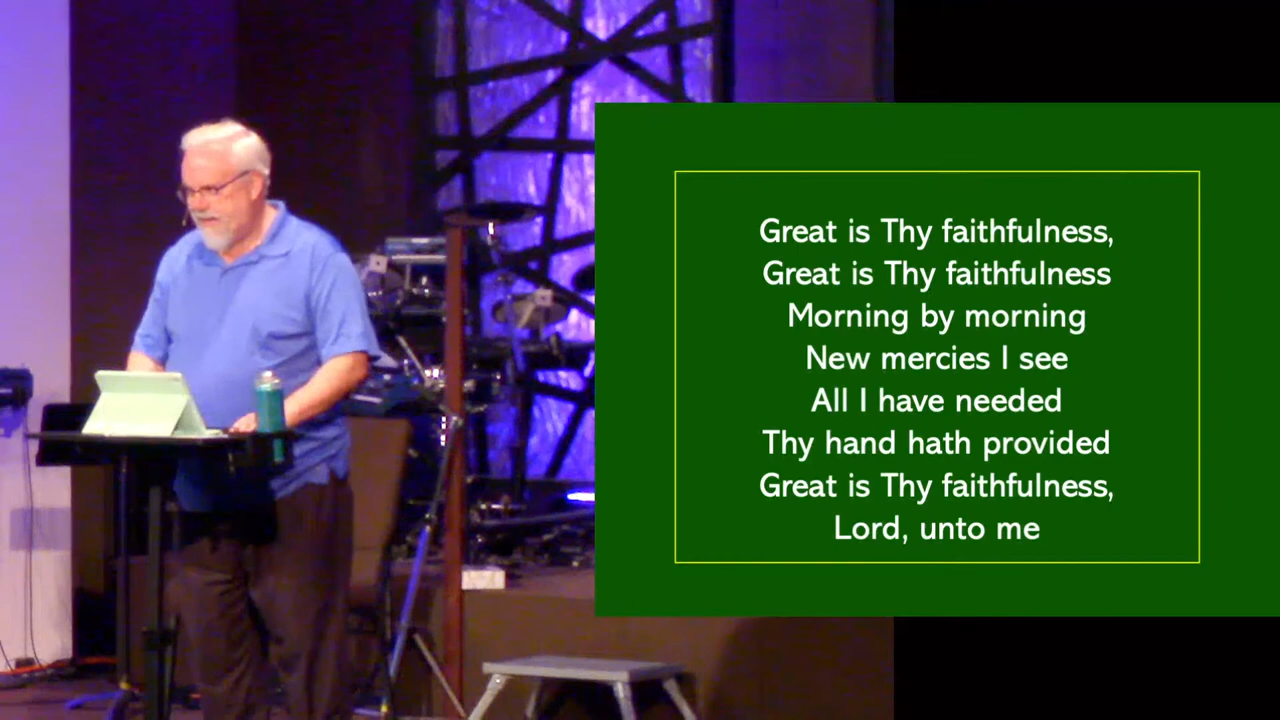 Great is Thy faithfulness,
Great is Thy faithfulness
Morning by morning
New mercies I see
All I have needed
Thy hand hath provided
Great is Thy faithfulness,
Lord, unto me